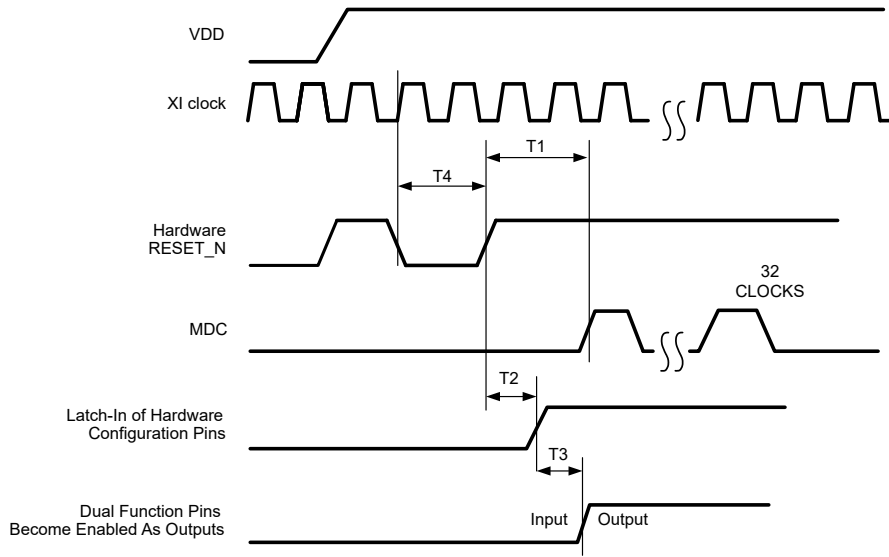 VDD
XI clock
T1
T4
Hardware
RESET_N
32
CLOCKS
MDC
T2
Latch-In of Hardware
Configuration Pins
T3
Dual Function Pins
Become Enabled As Outputs
Input
Output